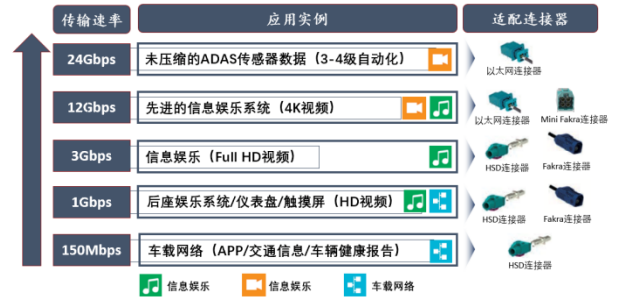 传输速率 应用实例 适配连接器
24Gbps 未压缩的ADAS传感器数据（3-4级自动化）
以太网连接器
12Gbps 先进的信息娱乐系统（4K视频）
以太网连接器 Mini Fakra连接器
3Gbps 信息娱乐（Full HD视频）
HSD连接器 Fakra连接器
1Gbps 后座娱乐系统/仪表盘/触摸屏（HD视频）
HSD连接器 Fakra连接器
150Mbps 车载网络（APP/交通信息/车辆健康报告）
HSD连接器
信息娱乐 信息娱乐 车载网络